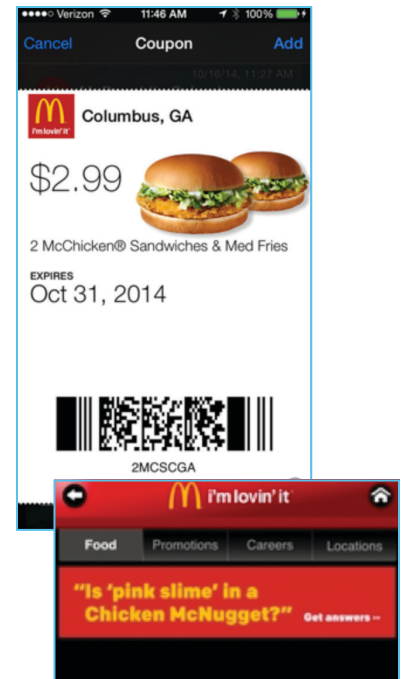 Verizon 11:46 AM 100%
Cancel Coupon Add
10/16/14, 11:27 AM
i'm lovin' it
Columbus, GA
$2.99
2 McChicken® Sandwiches & Med Fries
EXPIRES
Oct 31, 2014
2MCSCGA
i'm lovin' it
Food Promotions Careers Locations
"Is 'pink slime' in a
Chicken McNugget?" Get answers